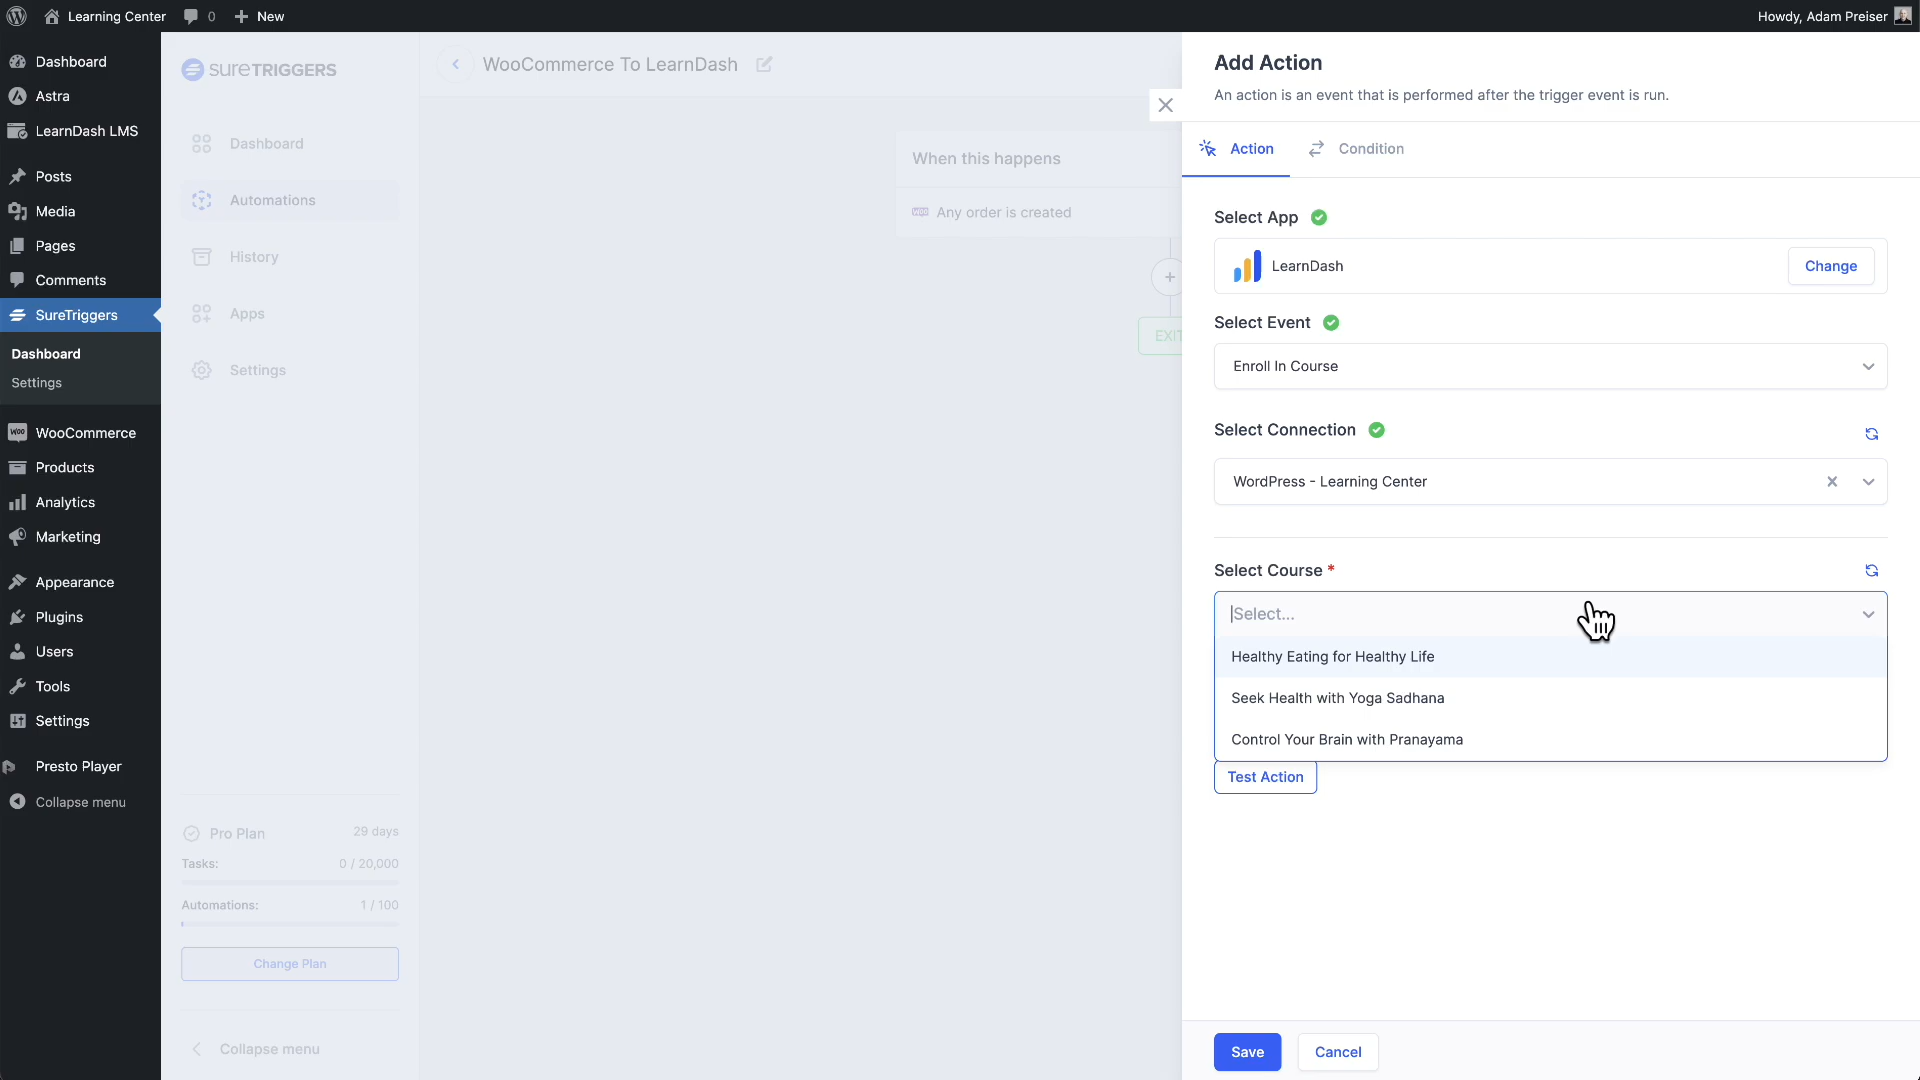 Learning Center
0
New
Howdy, Adam Preiser
Dashboard
Astra
LearnDash LMS
Posts
Media
Pages
Comments
SureTriggers
Dashboard
Settings
WooCommerce
Products
Analytics
Marketing
Appearance
Plugins
Users
Tools
Settings
Presto Player
Collapse menu
SURETRIGGERS
Dashboard
Automations
History
Apps
Settings
Pro Plan 29 days
Tasks: 0 / 20,000
Automations: 1 / 100
Change Plan
Collapse menu
WooCommerce To LearnDash
When this happens
Any order is created
EXIT
Add Action
An action is an event that is performed after the trigger event is run.
Action Condition
Select App
LearnDash Change
Select Event
Enroll In Course
Select Connection
WordPress - Learning Center
Select Course *
Select...
Healthy Eating for Healthy Life
Seek Health with Yoga Sadhana
Control Your Brain with Pranayama
Test Action
Save Cancel